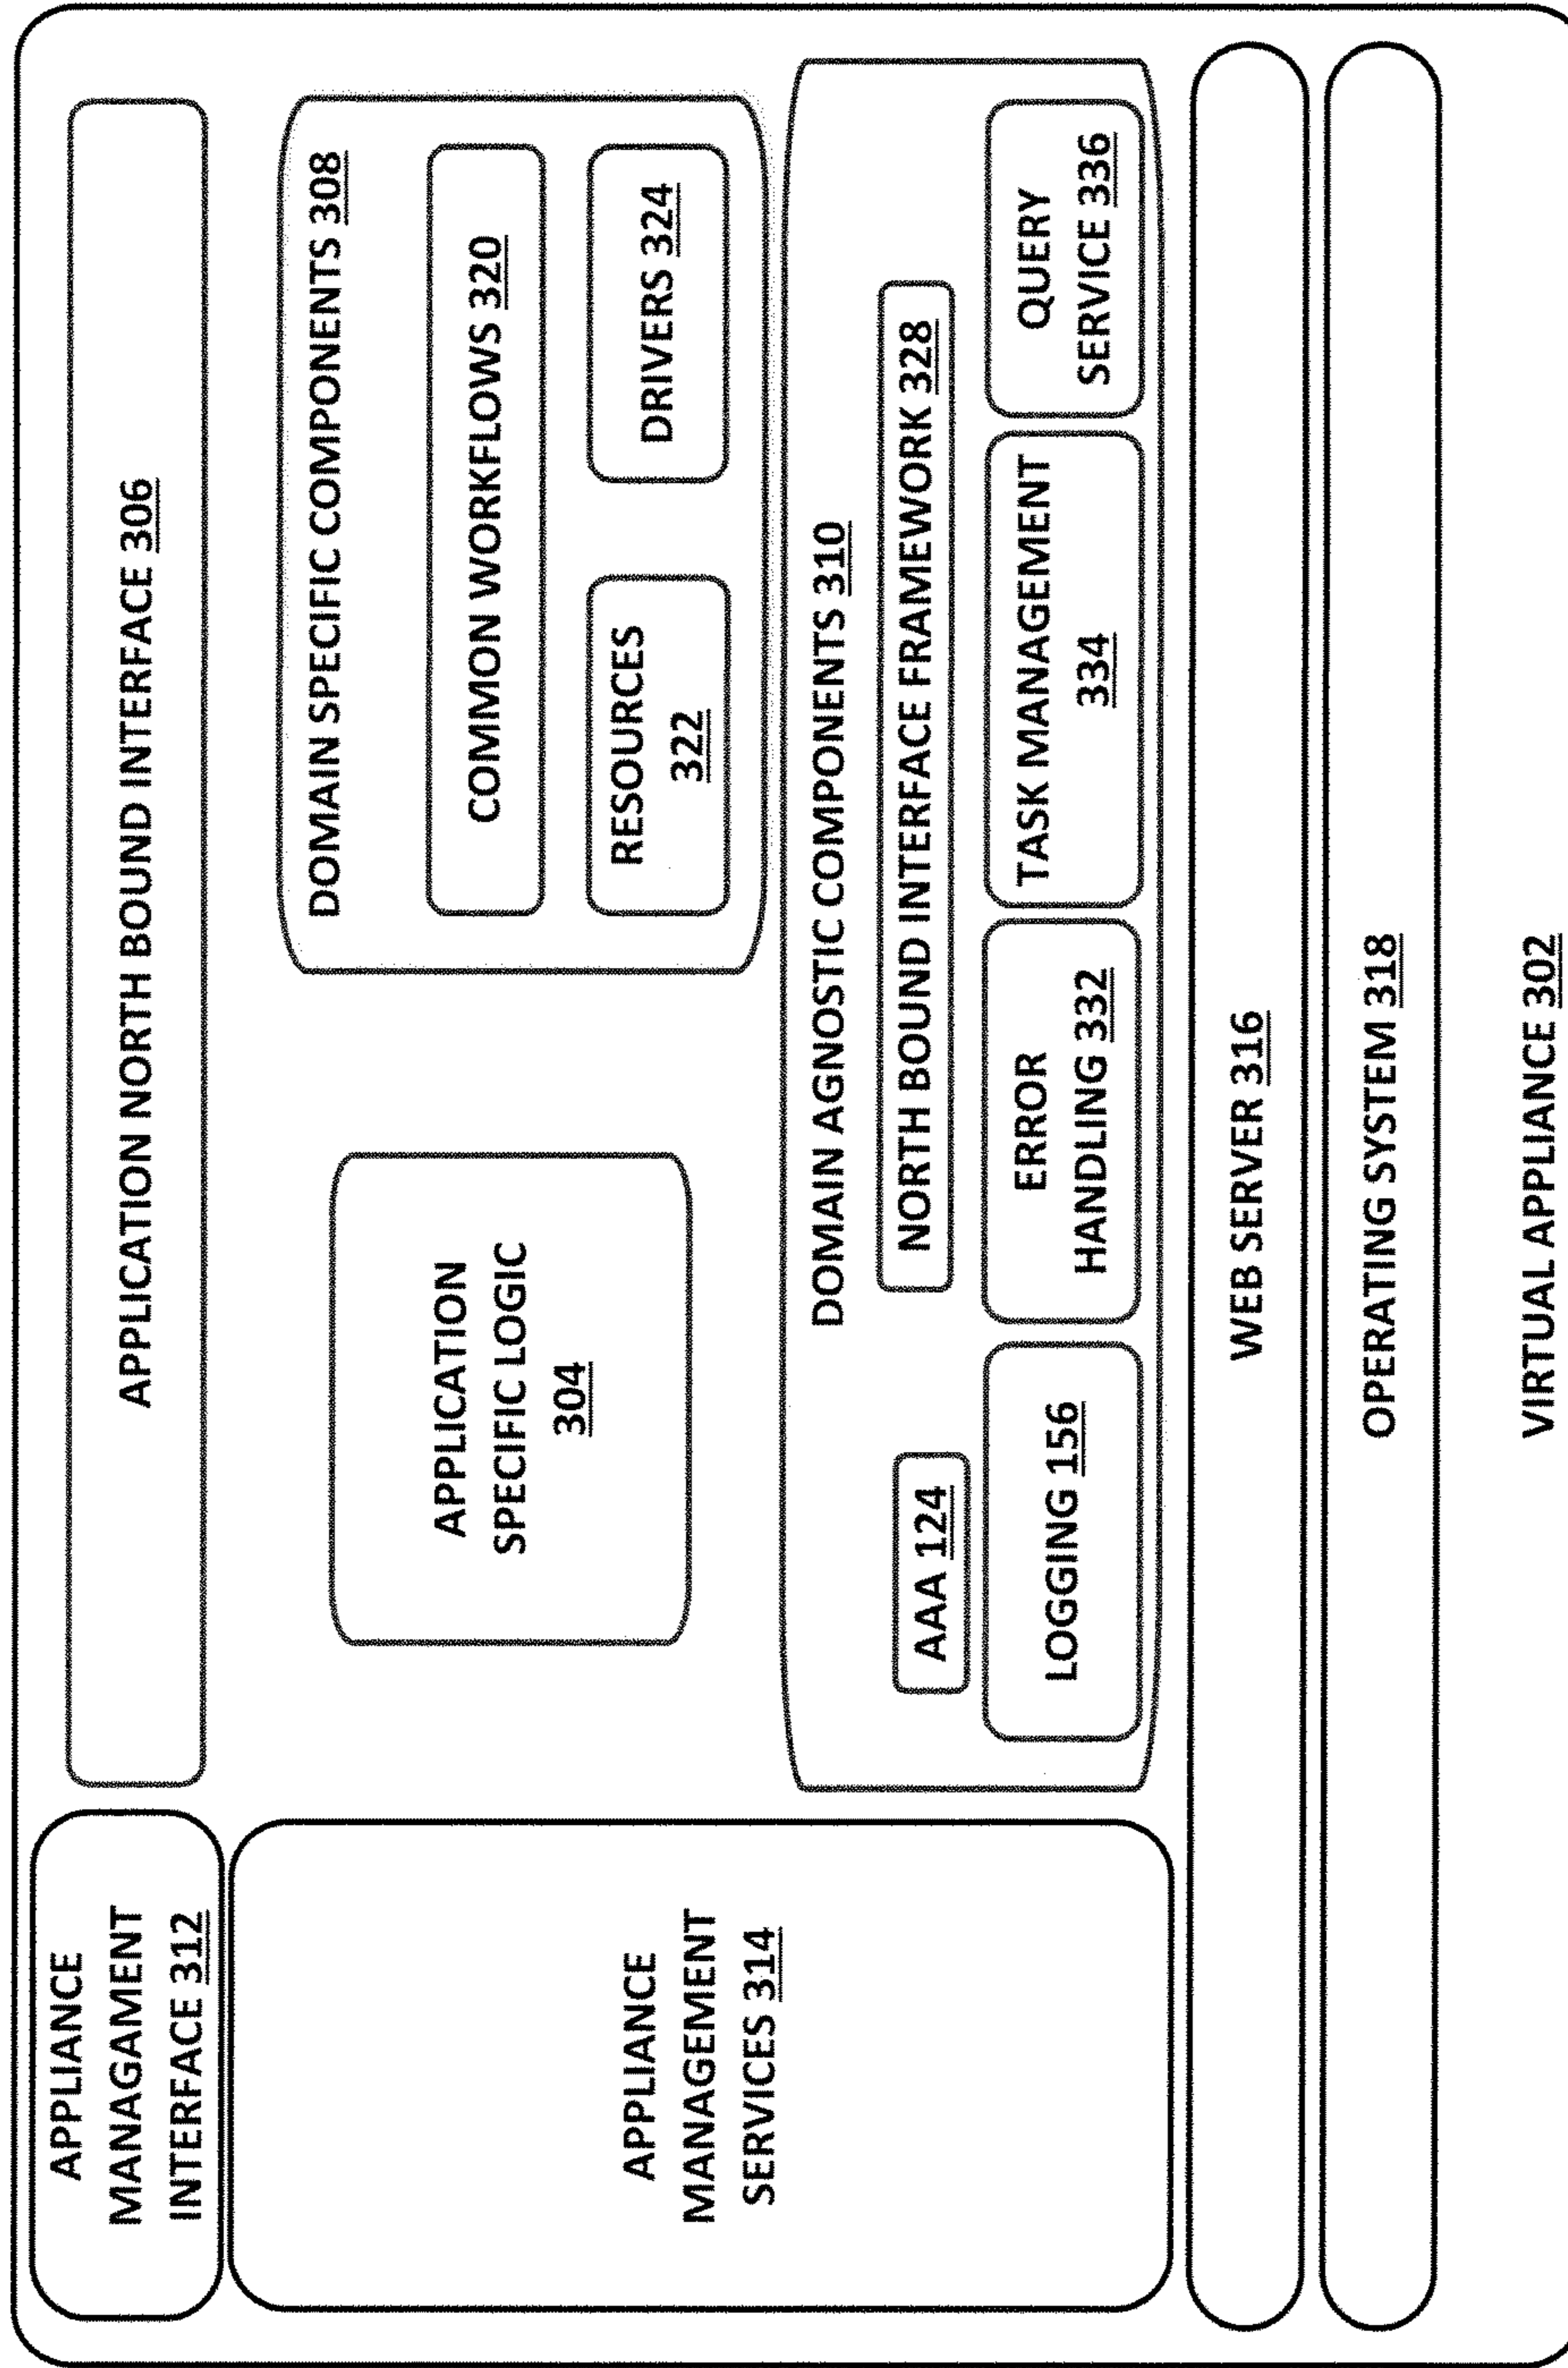 APPLIANCE
MANAGAMENT
INTERFACE 312
APPLICATION NORTH BOUND INTERFACE 306
APPLIANCE
MANAGEMENT
SERVICES 314
APPLICATION
SPECIFIC LOGIC
304
DOMAIN SPECIFIC COMPONENTS 308
COMMON WORKFLOWS 320
RESOURCES
322
DRIVERS 324
DOMAIN AGNOSTIC COMPONENTS 310
AAA 124
NORTH BOUND INTERFACE FRAMEWORK 328
LOGGING 156
ERROR
HANDLING 332
TASK MANAGEMENT
334
QUERY
SERVICE 336
WEB SERVER 316
OPERATING SYSTEM 318
VIRTUAL APPLIANCE 302